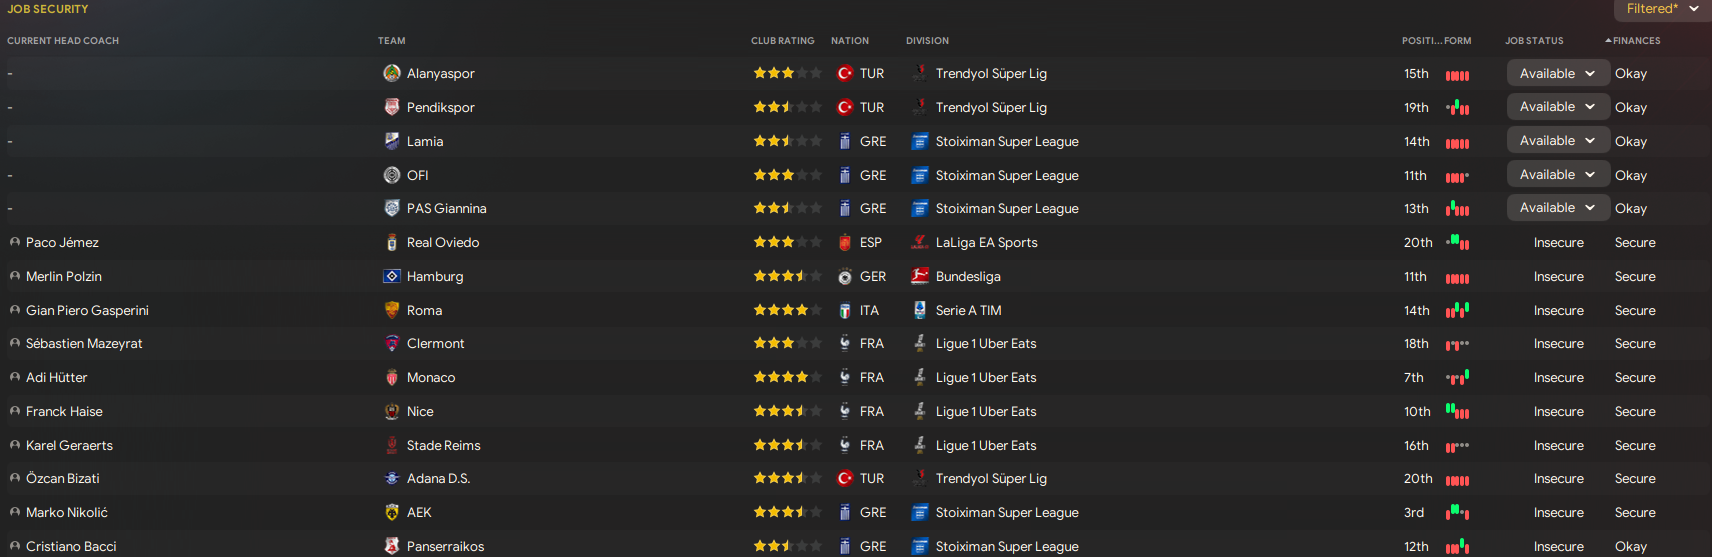 JOB SECURITY Filtered*
CURRENT HEAD COACH TEAM CLUB RATING NATION DIVISION POSITI... FORM JOB STATUS FINANCES
- Alanyaspor TUR Trendyol Süper Lig 15th Available Okay
- Pendikspor TUR Trendyol Süper Lig 19th Available Okay
- Lamia GRE Stoiximan Super League 14th Available Okay
- OFI GRE Stoiximan Super League 11th Available Okay
- PAS Giannina GRE Stoiximan Super League 13th Available Okay
Paco Jémez Real Oviedo ESP LaLiga EA Sports 20th Insecure Secure
Merlin Polzin Hamburg GER Bundesliga 11th Insecure Secure
Gian Piero Gasperini Roma ITA Serie A TIM 14th Insecure Secure
Sébastien Mazeyrat Clermont FRA Ligue 1 Uber Eats 18th Insecure Secure
Adi Hütter Monaco FRA Ligue 1 Uber Eats 7th Insecure Secure
Franck Haise Nice FRA Ligue 1 Uber Eats 10th Insecure Secure
Karel Geraerts Stade Reims FRA Ligue 1 Uber Eats 16th Insecure Secure
Özcan Bizati Adana D.S. TUR Trendyol Süper Lig 20th Insecure Secure
Marko Nikolić AEK GRE Stoiximan Super League 3rd Insecure Secure
Cristiano Bacci Panserraikos GRE Stoiximan Super League 12th Insecure Okay